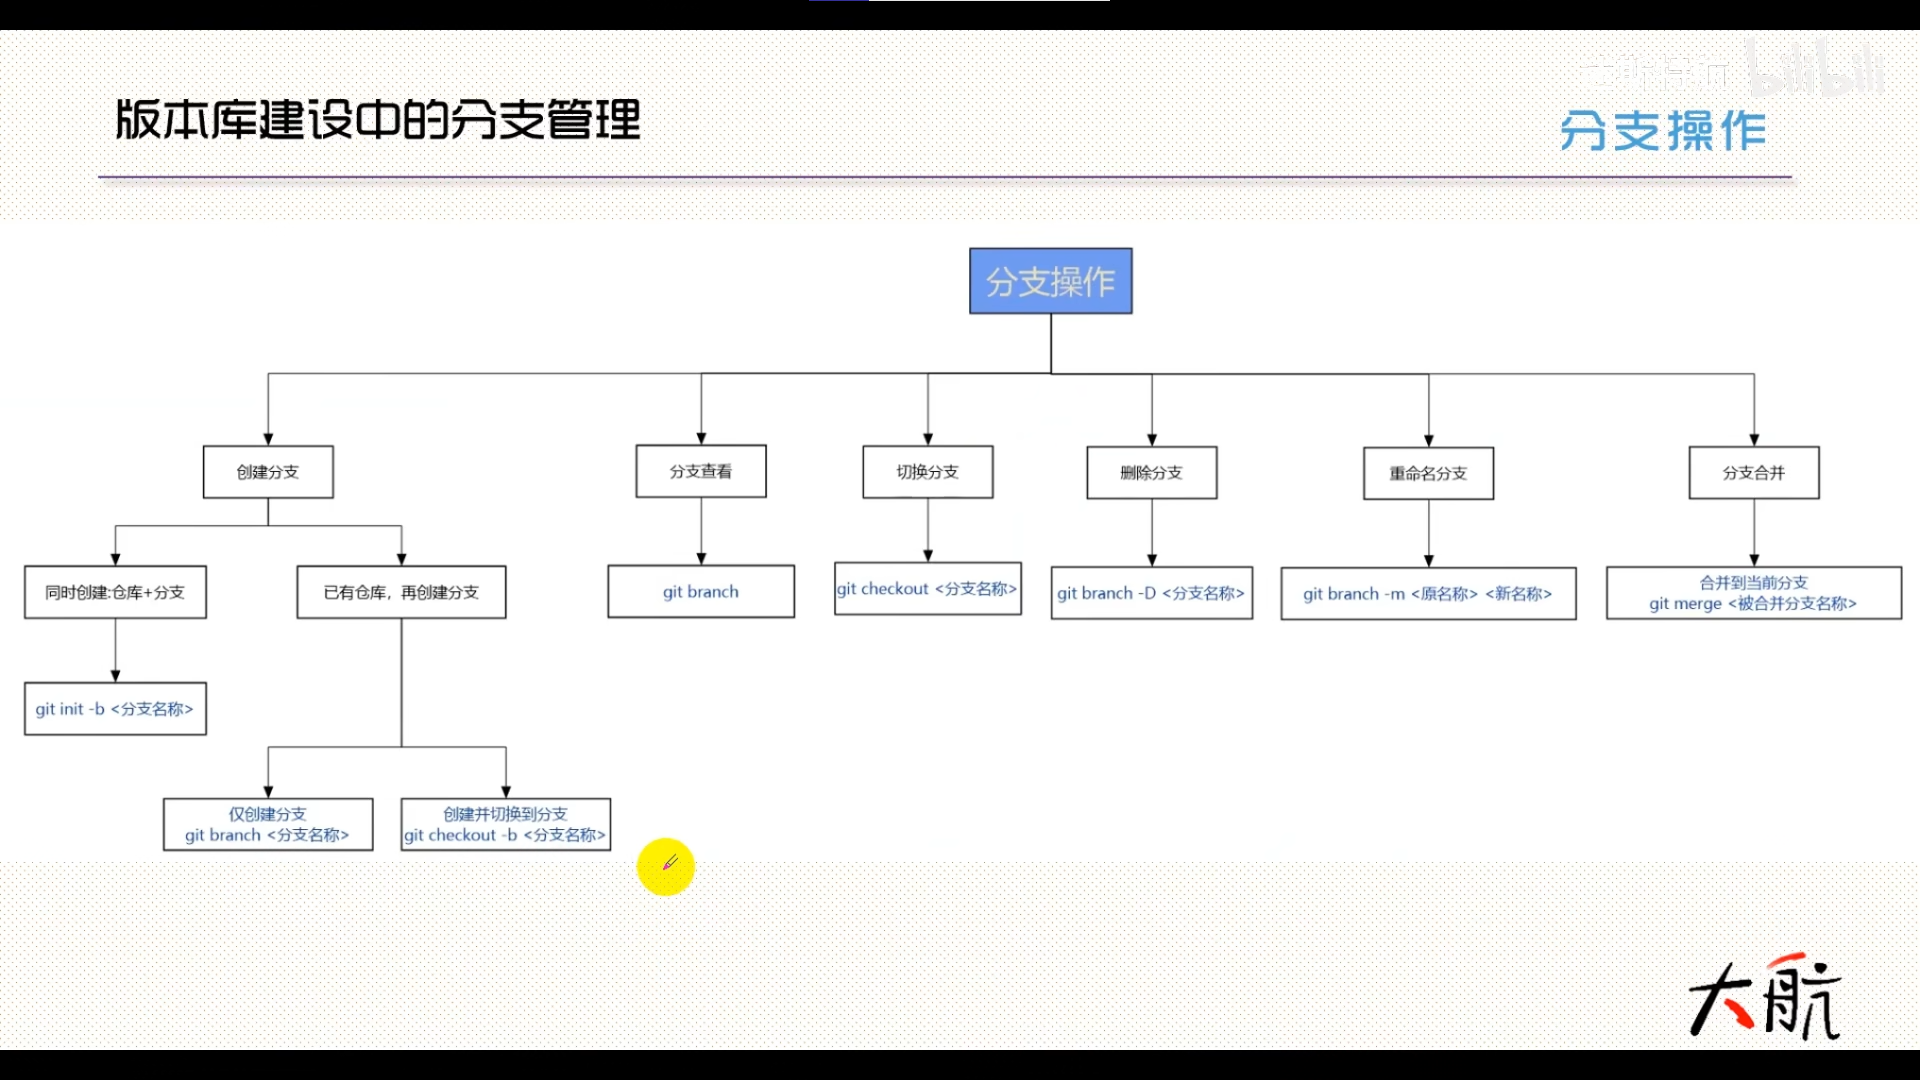 版本库建设中的分支管理
bilibili
分支操作
分支操作
创建分支
分支查看
切换分支
删除分支
重命名分支
分支合并
同时创建:仓库+分支
已有仓库，再创建分支
git branch
git checkout <分支名称>
git branch -D <分支名称>
git branch -m <原名称> <新名称>
合并到当前分支
git merge <被合并分支名称>
git init -b <分支名称>
仅创建分支
git branch <分支名称>
创建并切换到分支
git checkout -b <分支名称>
大航